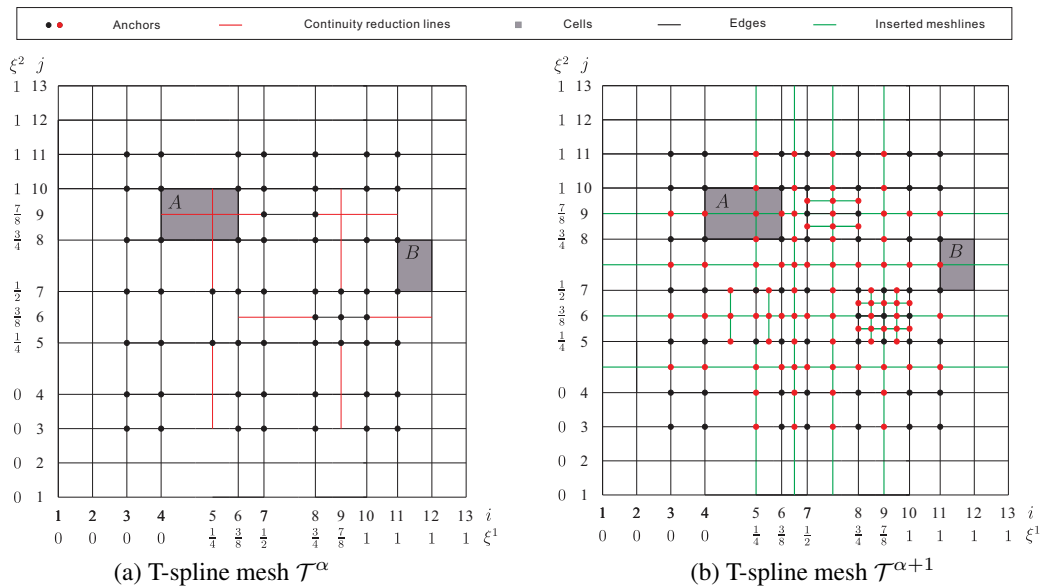 Anchors Continuity reduction lines Cells Edges Inserted meshlines
ξ² j ξ² j
1 13 1 13
1 12 1 12
1 11 1 11
1 10 A 1 10 A
7/8 9 7/8 9
3/4 8 B 3/4 8 B
1/2 7 1/2 7
3/8 6 3/8 6
1/4 5 1/4 5
0 4 0 4
0 3 0 3
0 2 0 2
0 1 0 1
1 2 3 4 5 6 7 8 9 10 11 12 13 i 1 2 3 4 5 6 7 8 9 10 11 12 13 i
0 0 0 0 1/4 3/8 1/2 3/4 7/8 1 1 1 1 ξ¹ 0 0 0 0 1/4 3/8 1/2 3/4 7/8 1 1 1 1 ξ¹
(a) T-spline mesh 𝒯^α (b) T-spline mesh 𝒯^(α+1)